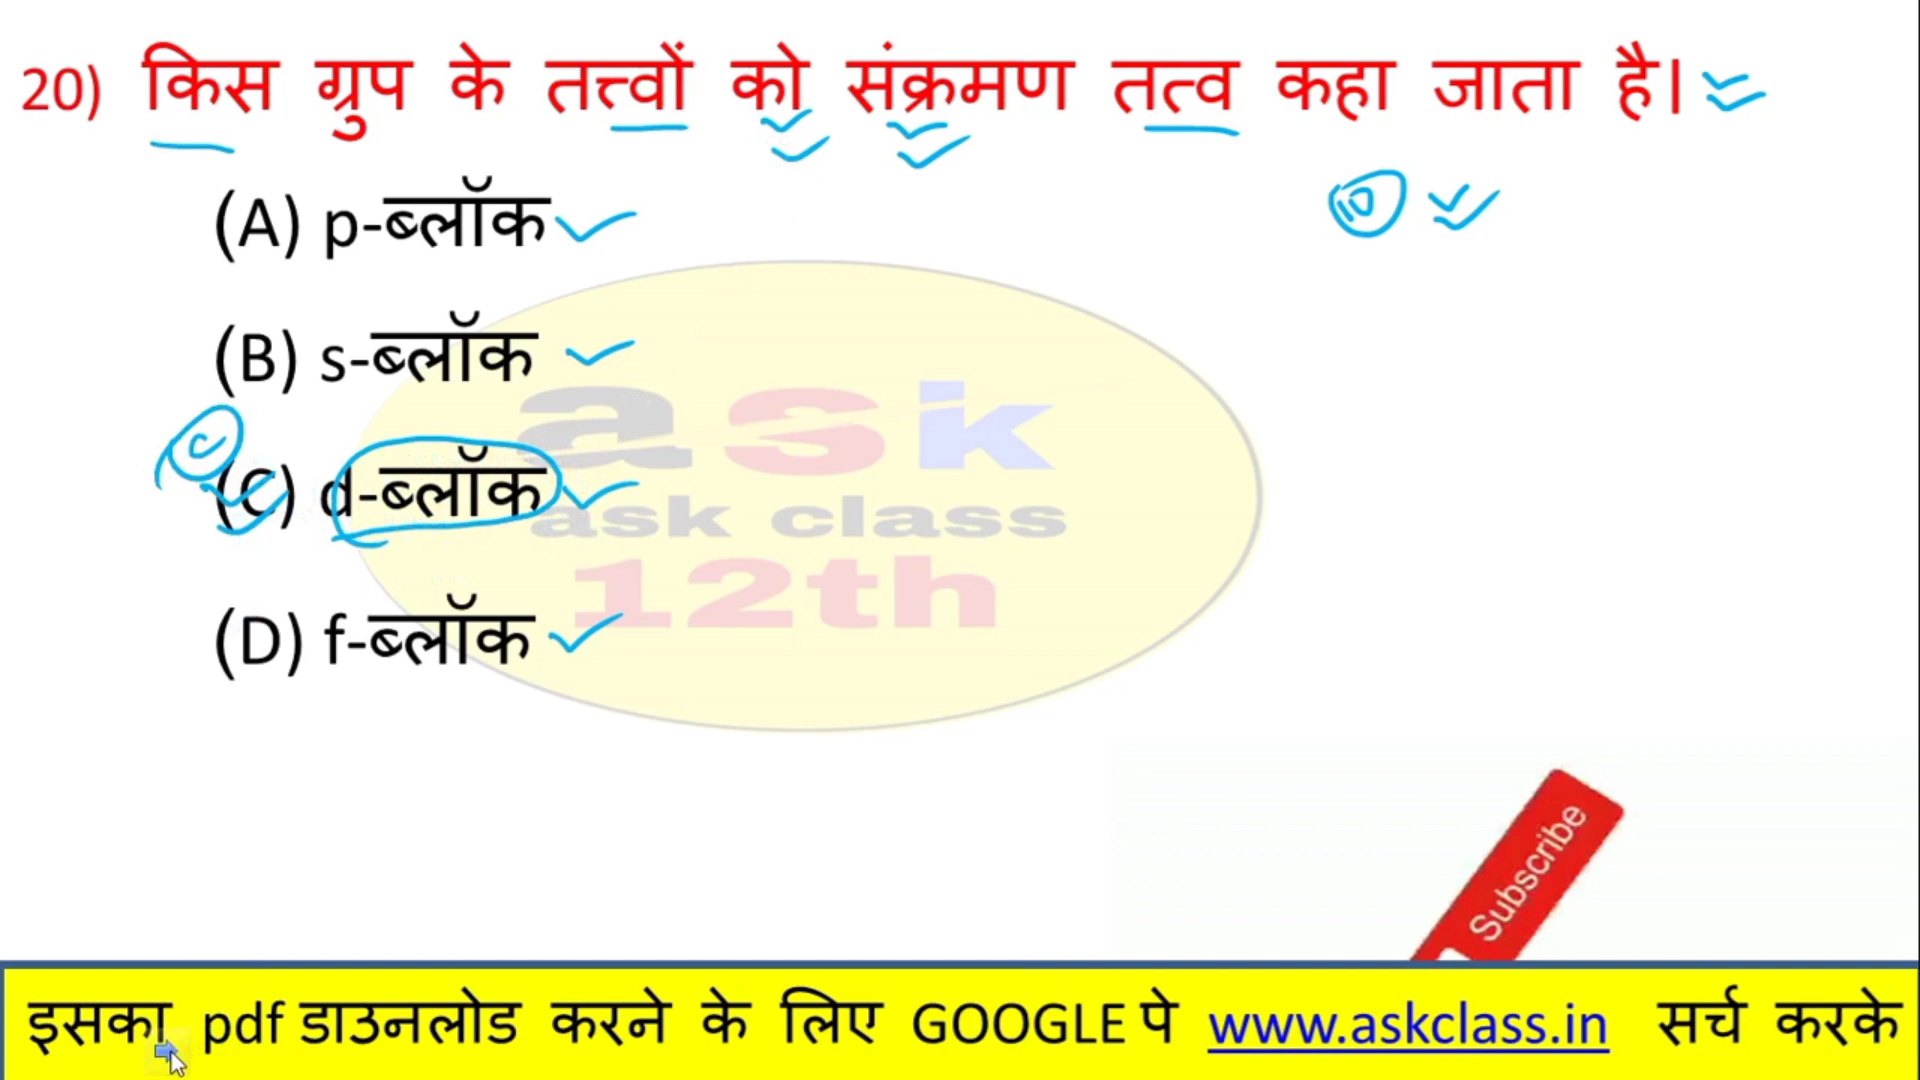 20) किस ग्रुप के तत्त्वों को संक्रमण तत्व कहा जाता है।
(A) p-ब्लॉक
(B) s-ब्लॉक
(C) d-ब्लॉक
(D) f-ब्लॉक
C
ask
ask class
12th
Subscribe
इसका pdf डाउनलोड करने के लिए GOOGLE पे www.askclass.in सर्च करके